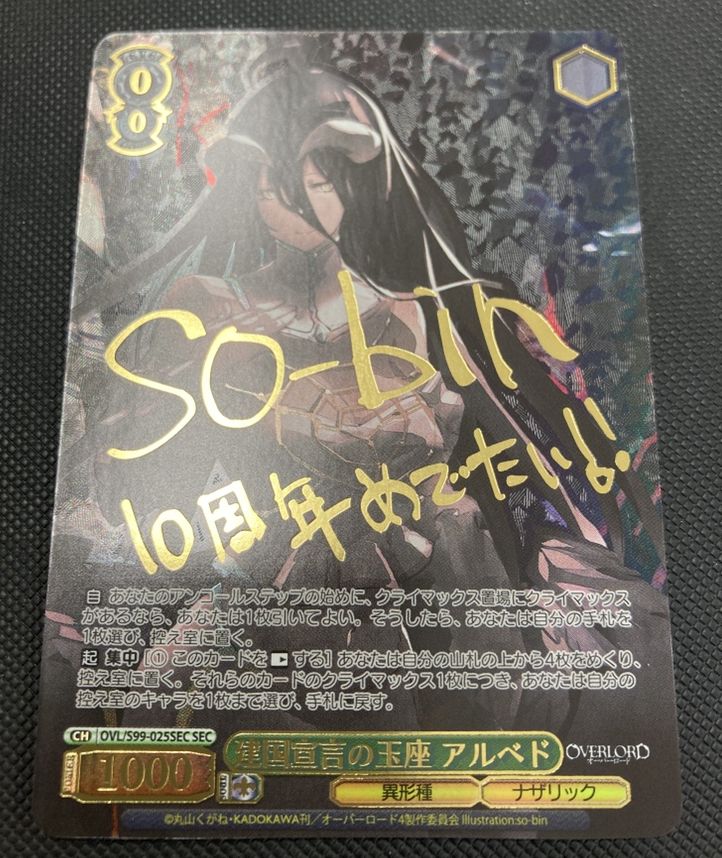 0
0
so-bin
10周年めでたいよ!!
自 あなたのアンコールステップの始めに、クライマックス置場にクライマックス
があるなら、あなたは1枚引いてよい。そうしたら、あなたは自分の手札を
1枚選び、控え室に置く。
起 集中 [① このカードを する] あなたは自分の山札の上から4枚をめくり、
控え室に置く。それらのカードのクライマックス1枚につき、あなたは自分の
控え室のキャラを1枚まで選び、手札に戻す。
CH OVL/S99-025SEC SEC
建国宣言の玉座 アルベド
OVERLORD
オーバーロード
POWER 1000
異形種 ナザリック
©丸山くがね・KADOKAWA刊/オーバーロード4製作委員会 Illustration:so-bin